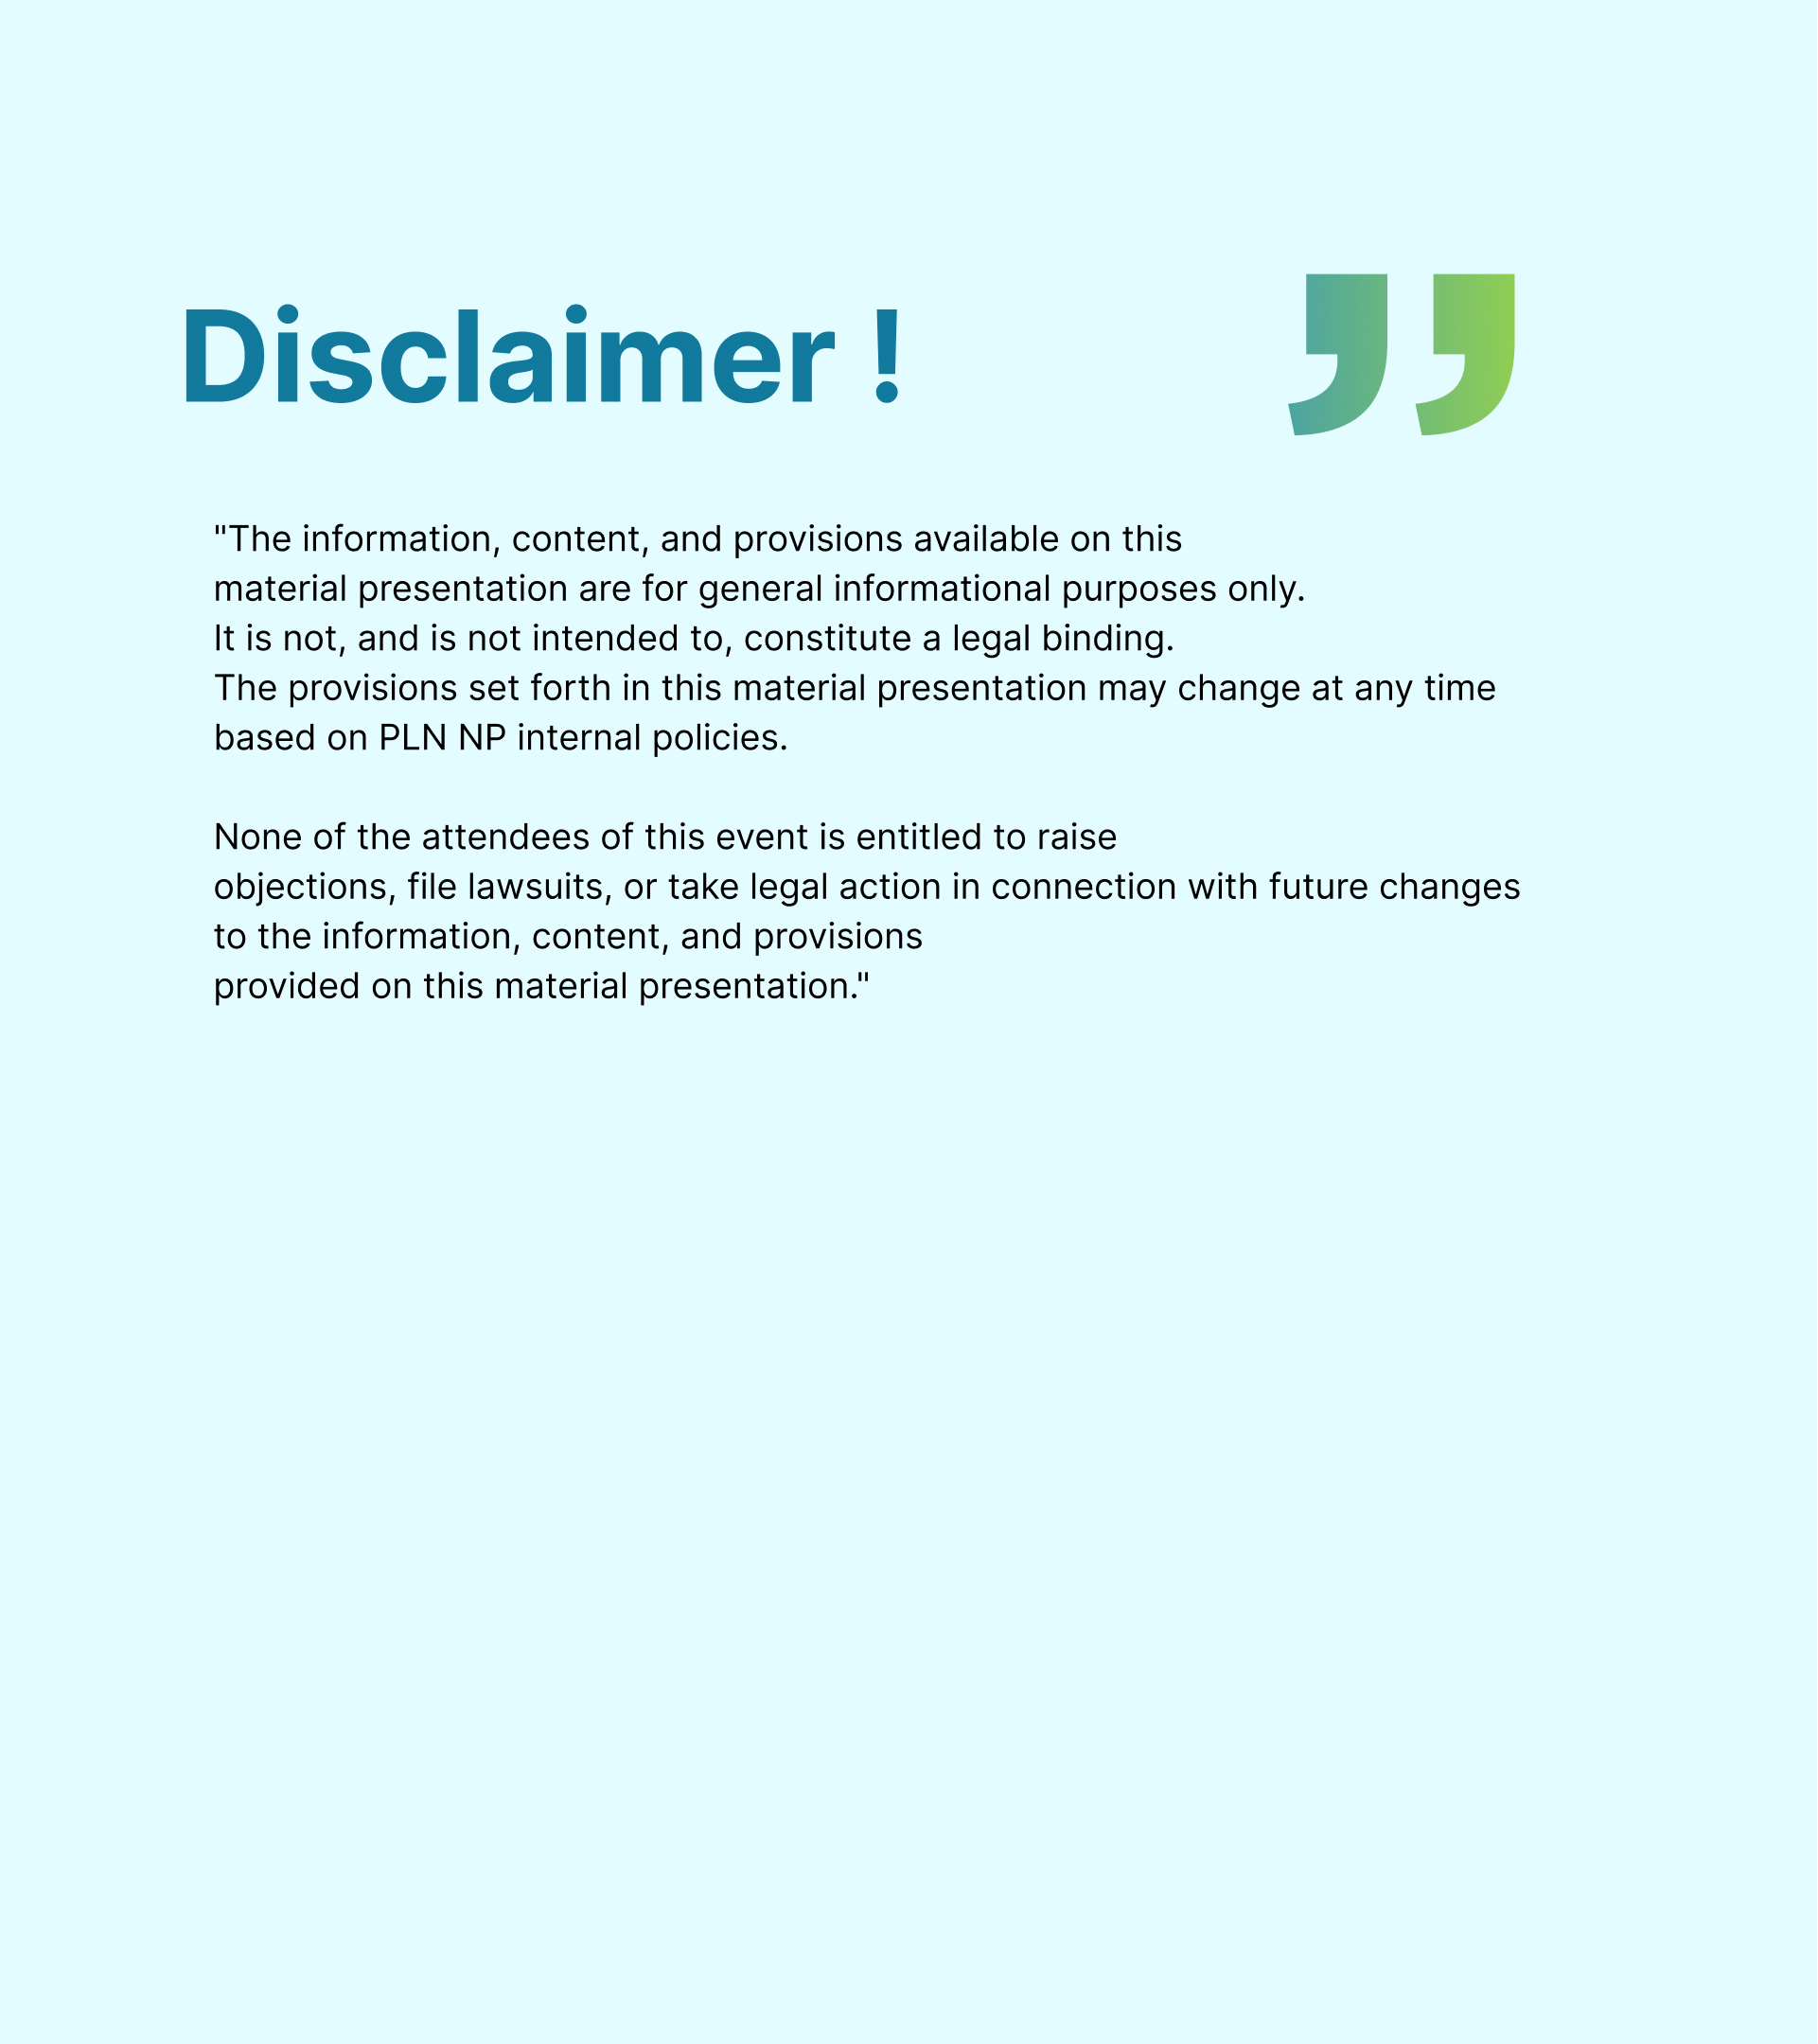 Disclaimer !
"The information, content, and provisions available on this
material presentation are for general informational purposes only.
It is not, and is not intended to, constitute a legal binding.
The provisions set forth in this material presentation may change at any time
based on PLN NP internal policies.
None of the attendees of this event is entitled to raise
objections, file lawsuits, or take legal action in connection with future changes
to the information, content, and provisions
provided on this material presentation."